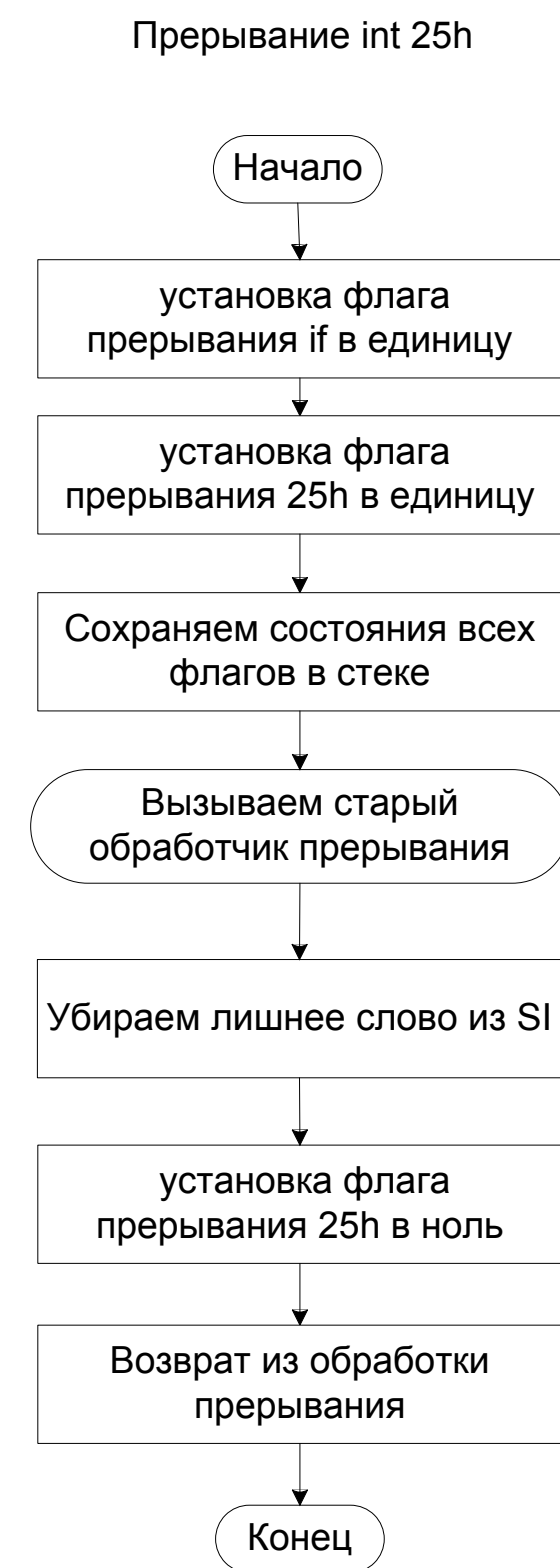 Прерывание int 25h
Начало
установка флага
прерывания if в единицу
установка флага
прерывания 25h в единицу
Сохраняем состояния всех
флагов в стеке
Вызываем старый
обработчик прерывания
Убираем лишнее слово из SI
установка флага
прерывания 25h в ноль
Возврат из обработки
прерывания
Конец